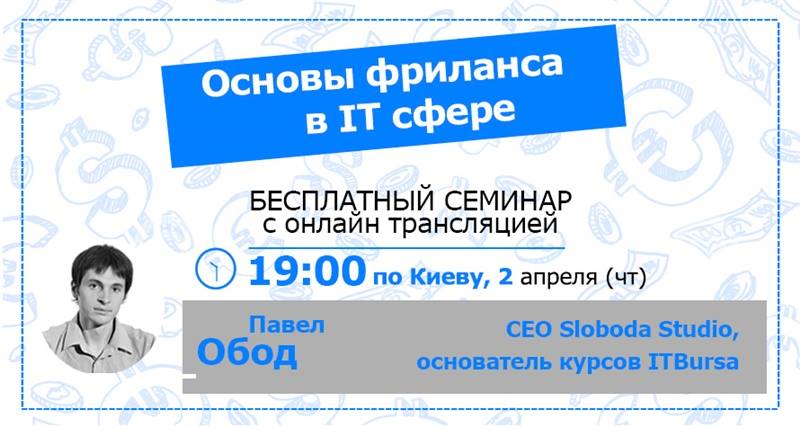 Основы фриланса
в IT сфере
БЕСПЛАТНЫЙ СЕМИНАР
с онлайн трансляцией
19:00 по Киеву, 2 апреля (чт)
Павел
Обод
CEO Sloboda Studio,
основатель курсов ITBursa